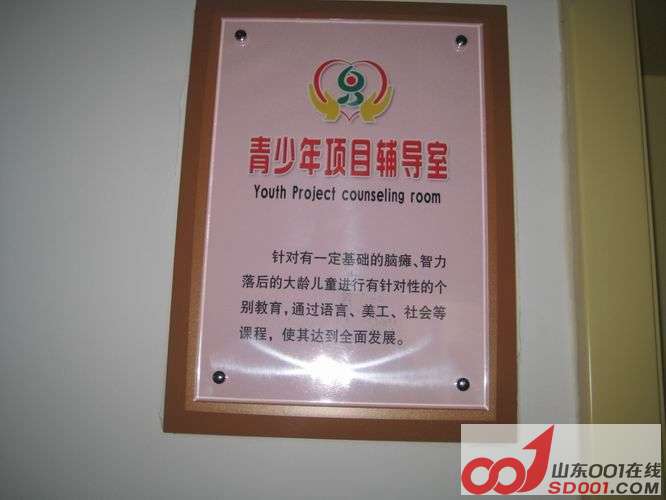 青少年项目辅导室
Youth Project counseling room
针对有一定基础的脑瘫、智力
落后的大龄儿童进行有针对性的个
别教育,通过语言、美工、社会等
课程，使其达到全面发展。
001
山东001在线
SD001.COM